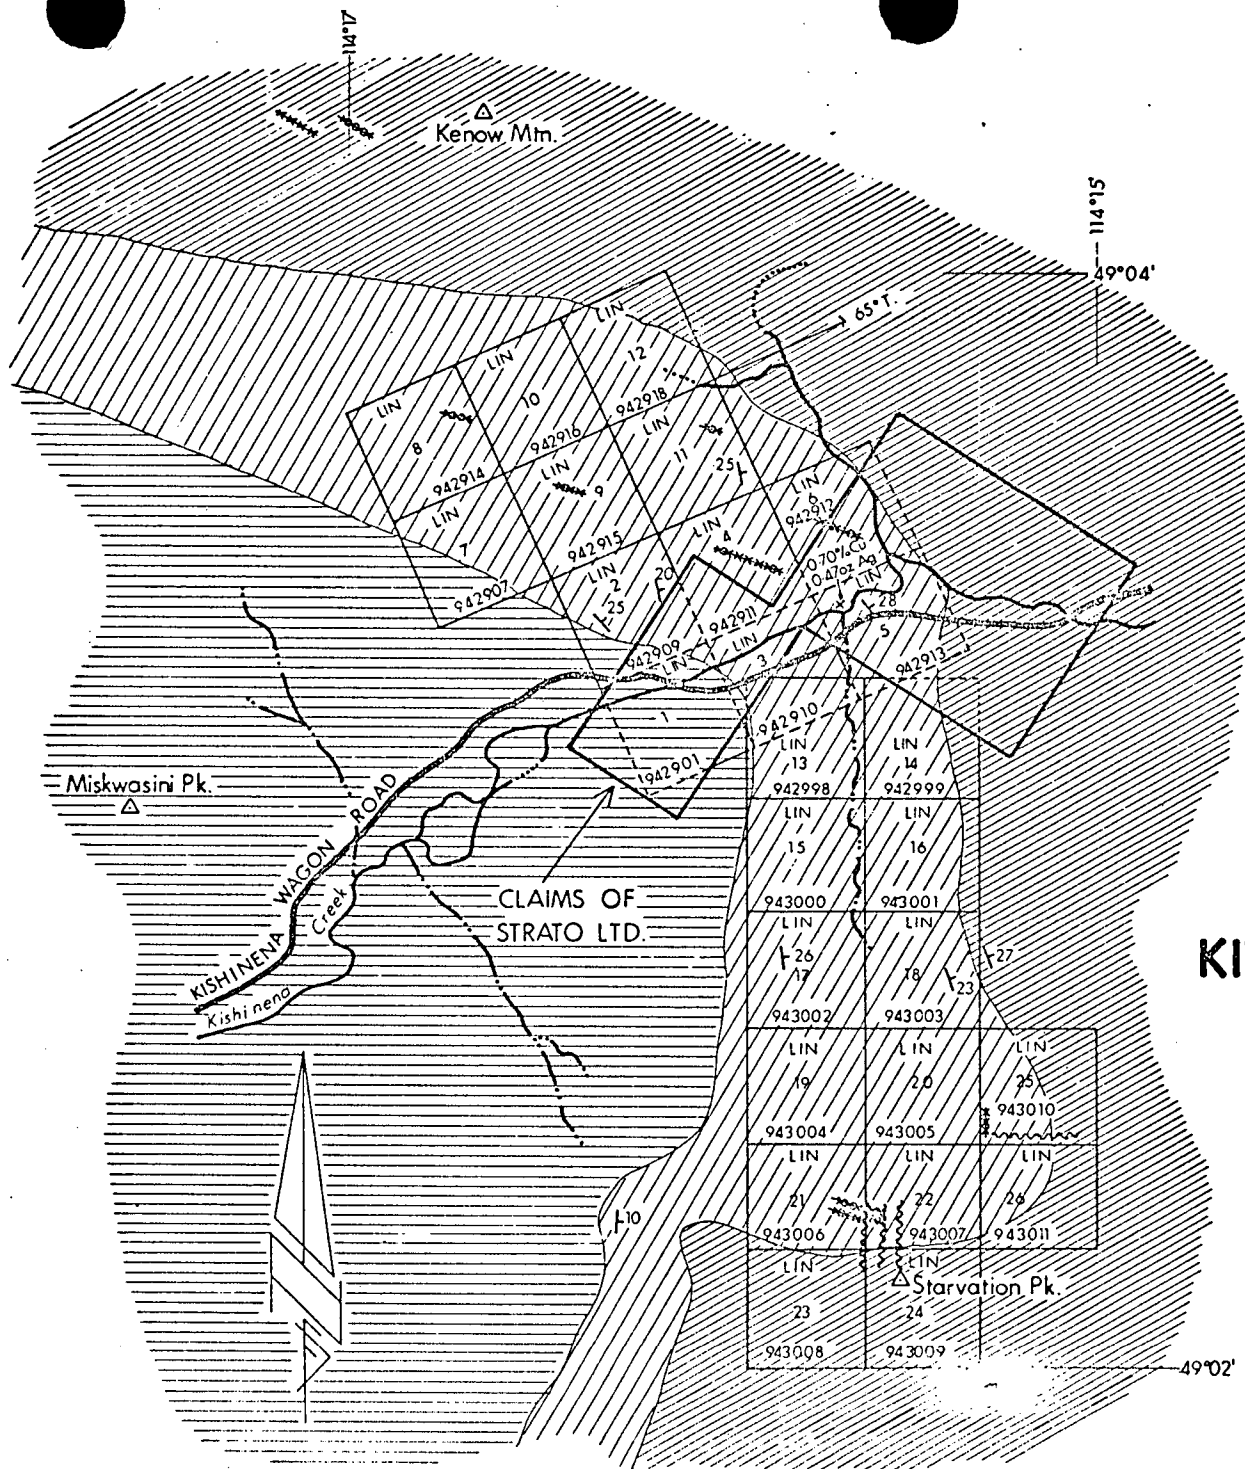 114°17'
Kenow Mtn.
114°15'
49°04'
65° T.
LIN
12
LIN
10
942918
LIN
8
942916
LIN
11
25
942914
LIN
9
LIN
6
942912
LIN
7
942915
LIN
4
0.70% Cu
0.47oz Ag
LIN
942907
LIN
2
25
20
942911
28
5
942909
LIN
LIN
3
942913
1
942910
942901
LIN
13
942998
LIN
14
942999
Miskwasini Pk.
KISHINENA WAGON ROAD
Kishinena Creek
CLAIMS OF
STRATO LTD.
LIN
15
943000
LIN
16
943001
LIN
26
17
943002
LIN
18
23
943003
27
KI
LIN
19
943004
LIN
20
943005
LIN
25
943010
LIN
21
943006
LIN
22
943007
LIN
26
943011
10
LIN
23
943008
LIN
Starvation Pk.
24
943009
49°02'